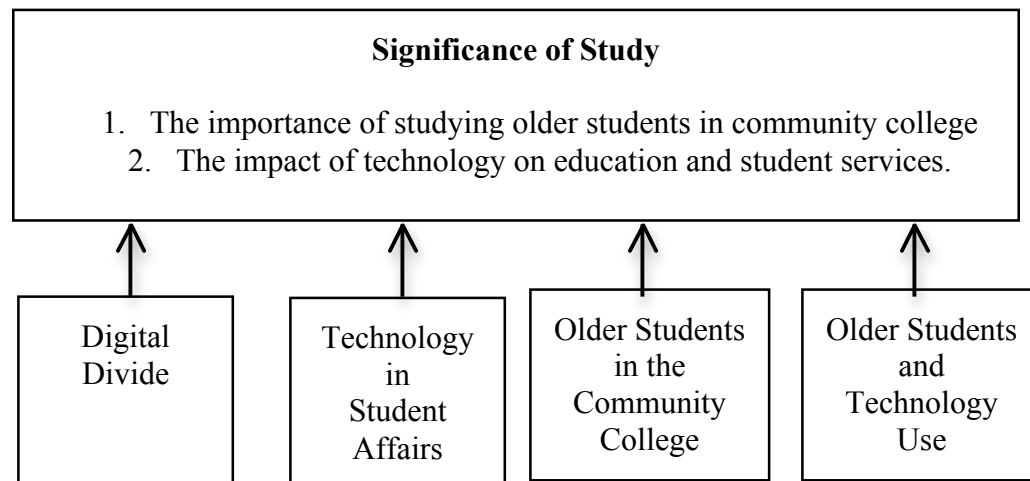 Significance of Study
1. The importance of studying older students in community college
2. The impact of technology on education and student services.
Digital
Divide
Technology
in
Student
Affairs
Older Students
in the
Community
College
Older Students
and
Technology
Use